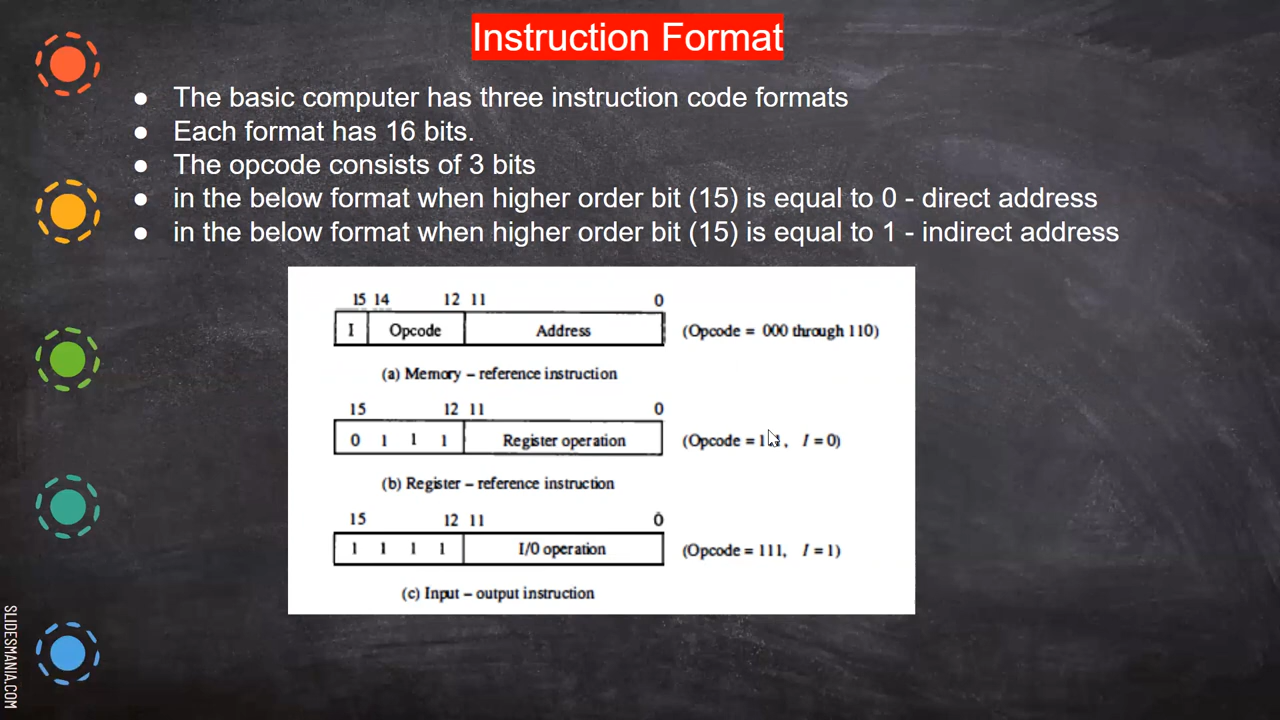 Instruction Format
● The basic computer has three instruction code formats
● Each format has 16 bits.
● The opcode consists of 3 bits
● in the below format when higher order bit (15) is equal to 0 - direct address
● in the below format when higher order bit (15) is equal to 1 - indirect address
15 14 12 11 0
I Opcode Address (Opcode = 000 through 110)
(a) Memory – reference instruction
15 12 11 0
0 1 1 1 Register operation (Opcode = , I = 0)
(b) Register – reference instruction
15 12 11 0
1 1 1 1 I/0 operation (Opcode = 111, I = 1)
(c) Input – output instruction
SLIDESMANIA.COM